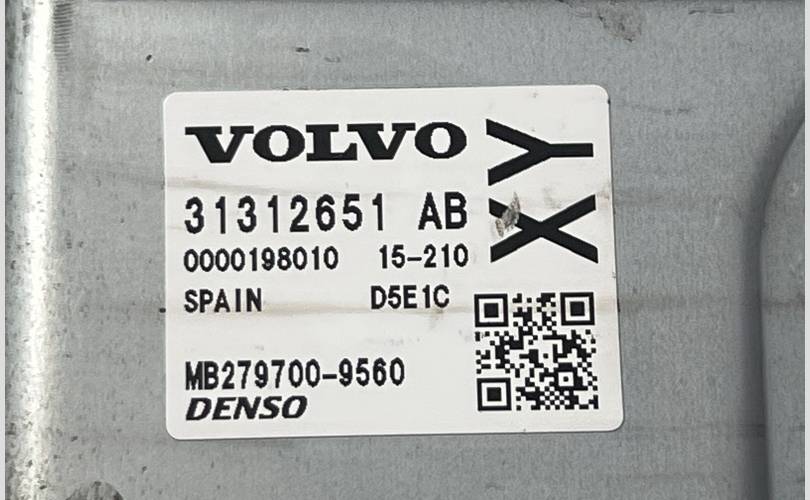 VOLVO
XY
31312651 AB
0000198010 15-210
SPAIN D5E1C
MB279700-9560
DENSO